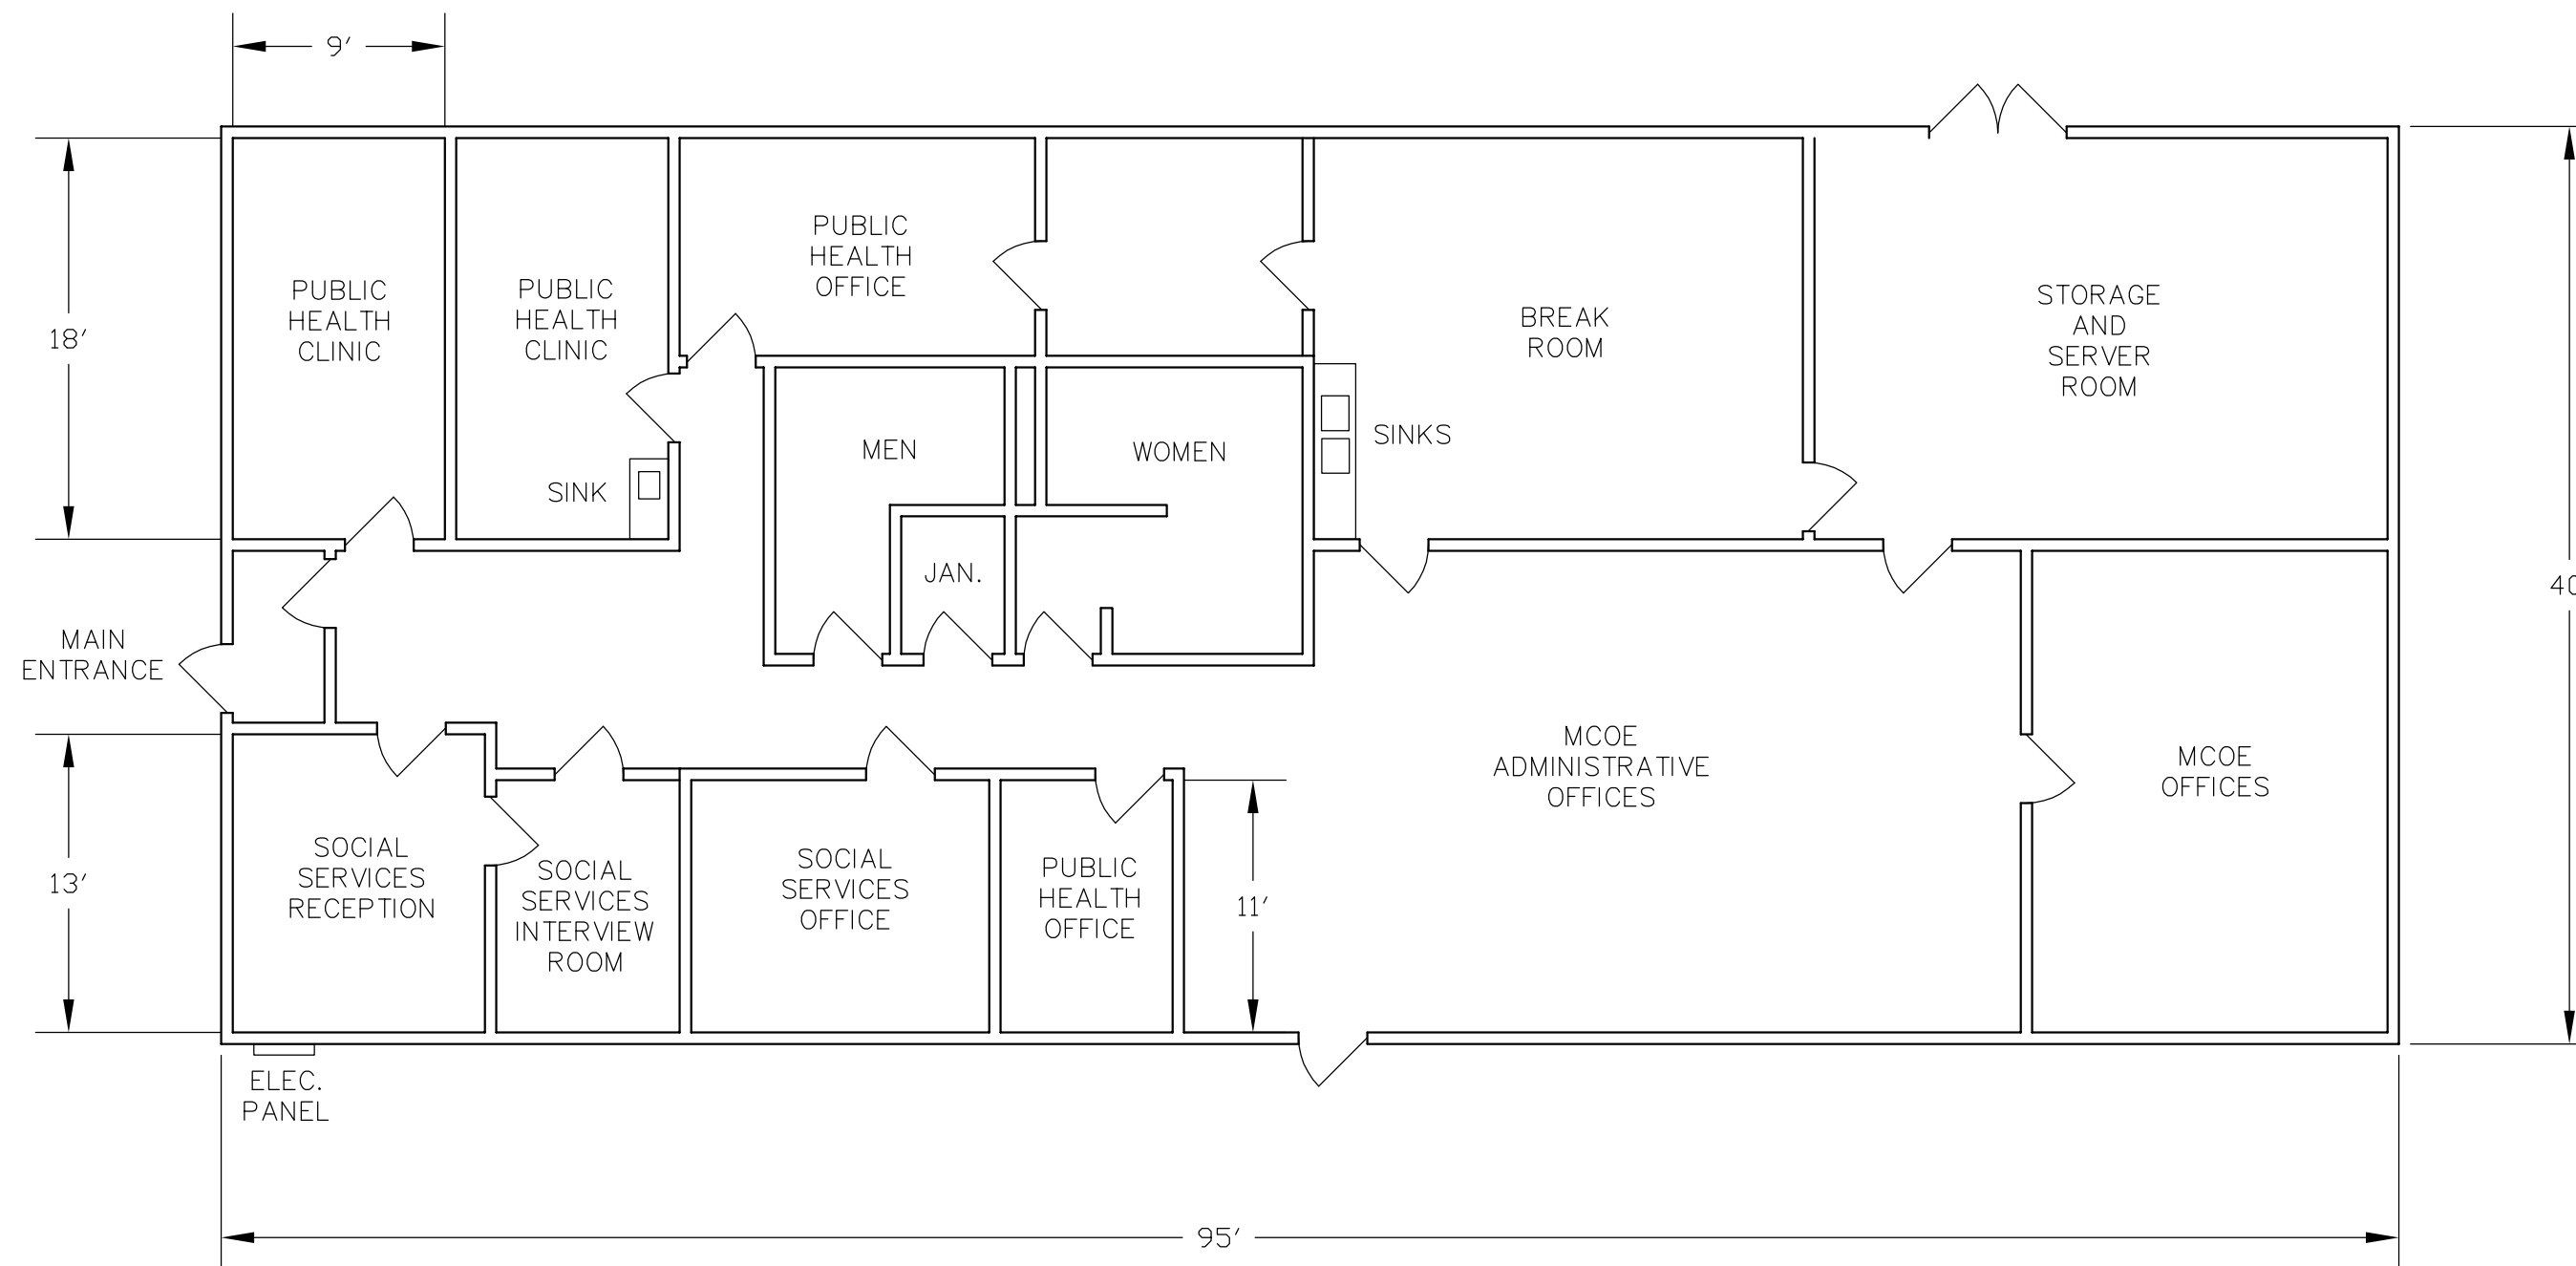 9'
PUBLIC
HEALTH
CLINIC
PUBLIC
HEALTH
CLINIC
PUBLIC
HEALTH
OFFICE
BREAK
ROOM
STORAGE
AND
SERVER
ROOM
18'
SINK
MEN
WOMEN
SINKS
JAN.
40
MAIN
ENTRANCE
MCOE
ADMINISTRATIVE
OFFICES
MCOE
OFFICES
13'
SOCIAL
SERVICES
RECEPTION
SOCIAL
SERVICES
INTERVIEW
ROOM
SOCIAL
SERVICES
OFFICE
PUBLIC
HEALTH
OFFICE
11'
ELEC.
PANEL
95'